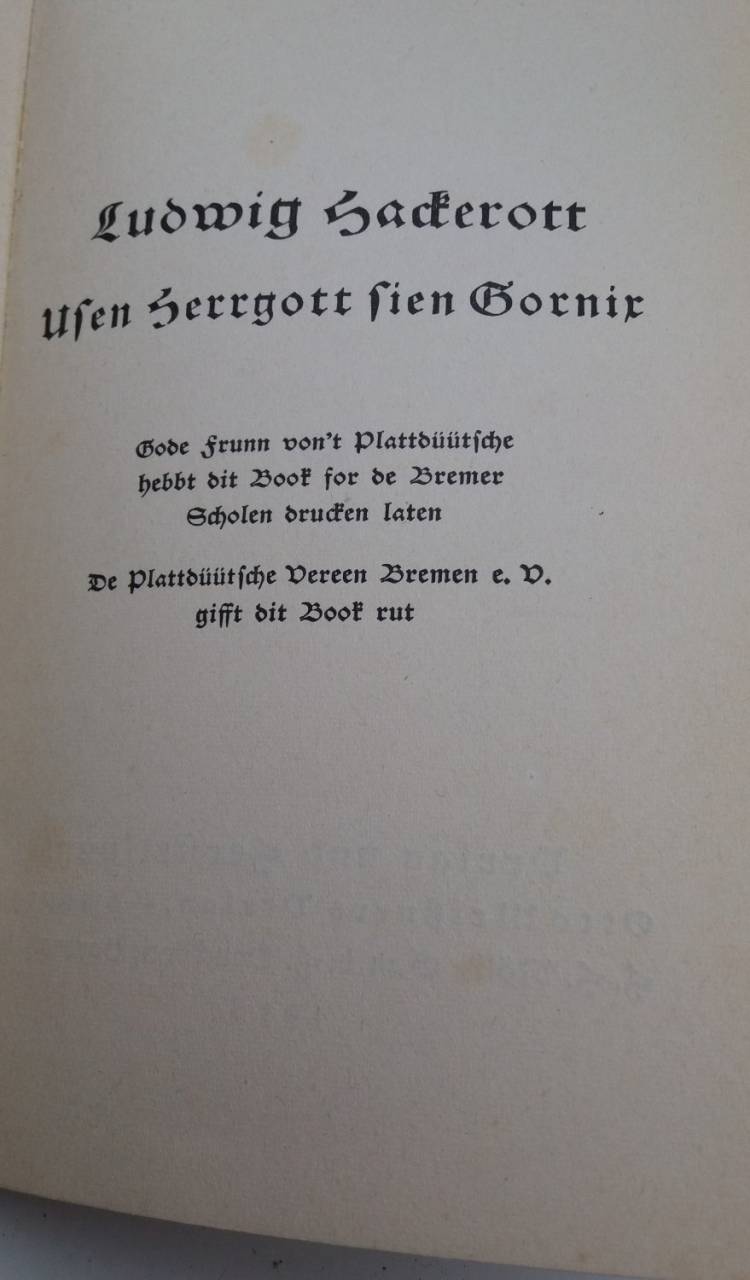 Ludwig Hackerott
Uſen Herrgott ſien Gornix
Gode Frunn von't Plattdüütſche
hebbt dit Book for de Bremer
Scholen drucken laten
De Plattdüütſche Vereen Bremen e. V.
gifft dit Book rut